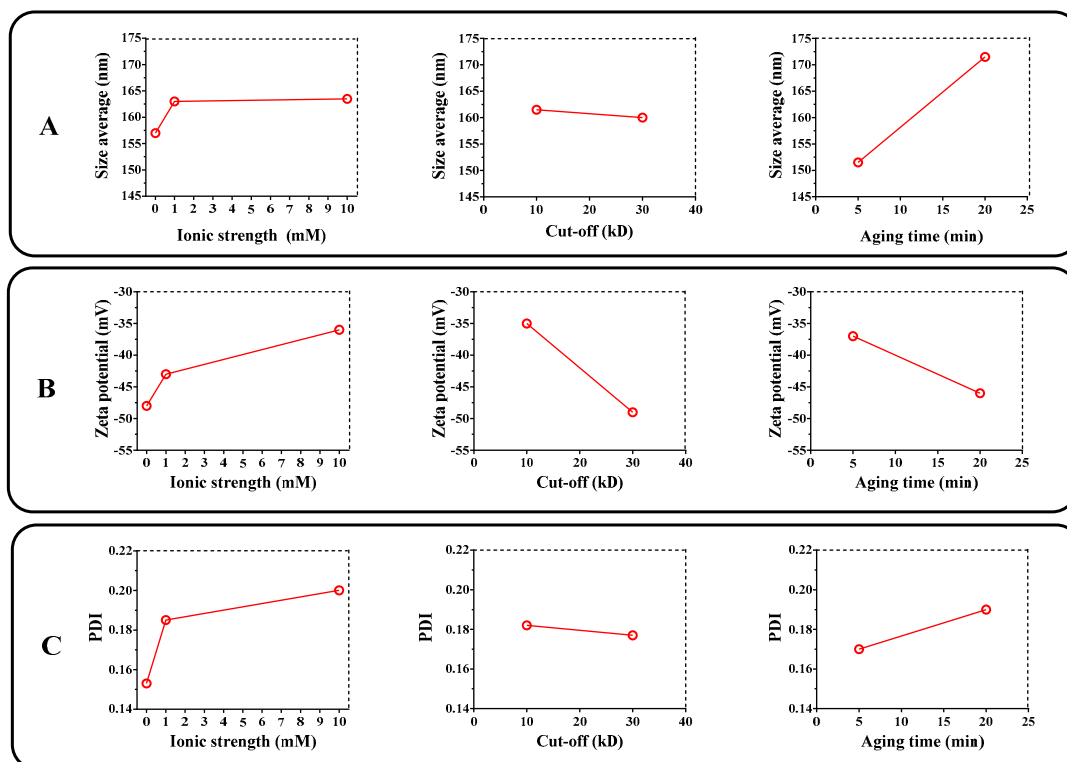 A
Size average (nm)
175
170
165
160
155
150
145
0 1 2 3 4 5 6 7 8 9 10
Ionic strength (mM)
Size average (nm)
175
170
165
160
155
150
145
0 10 20 30 40
Cut-off (kD)
Size average (nm)
175
170
165
160
155
150
145
0 5 10 15 20 25
Aging time (min)
B
Zeta potential (mV)
-30
-35
-40
-45
-50
-55
0 1 2 3 4 5 6 7 8 9 10
Ionic strength (mM)
Zeta potential (mV)
-30
-35
-40
-45
-50
-55
0 10 20 30 40
Cut-off (kD)
Zeta potential (mV)
-30
-35
-40
-45
-50
-55
0 5 10 15 20 25
Aging time (min)
C
PDI
0.22
0.20
0.18
0.16
0.14
0 1 2 3 4 5 6 7 8 9 10
Ionic strength (mM)
PDI
0.22
0.20
0.18
0.16
0.14
0 10 20 30 40
Cut-off (kD)
PDI
0.22
0.20
0.18
0.16
0.14
0 5 10 15 20 25
Aging time (min)